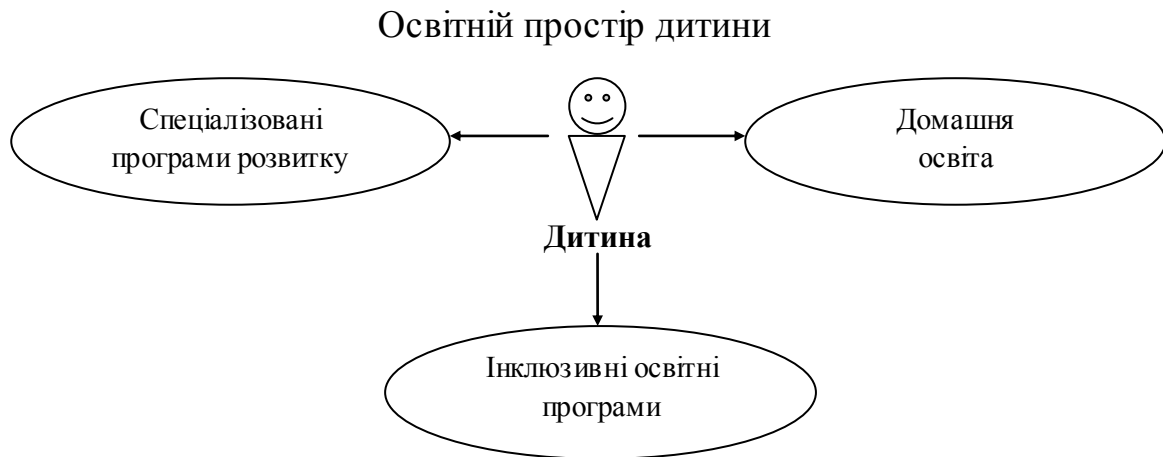 Освітній простір дитини
Спеціалізовані
програми розвитку
Домашня
освіта
Дитина
Інклюзивні освітні
програми